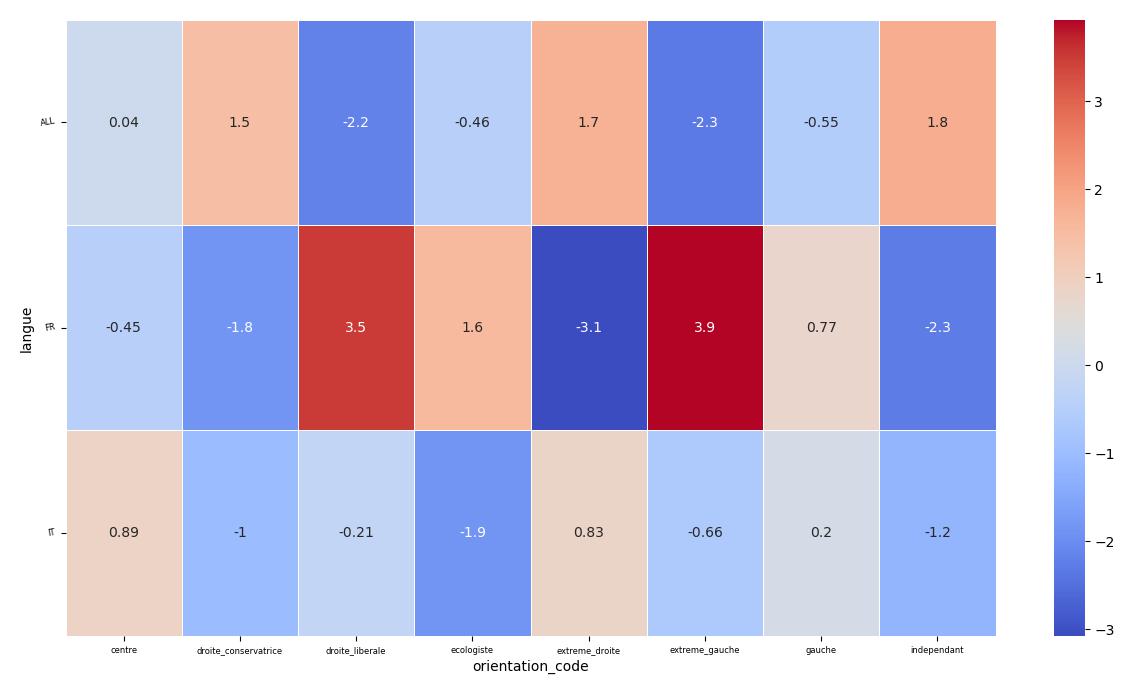 ALL
0.04 1.5 -2.2 -0.46 1.7 -2.3 -0.55 1.8
FR
-0.45 -1.8 3.5 1.6 -3.1 3.9 0.77 -2.3
IT
0.89 -1 -0.21 -1.9 0.83 -0.66 0.2 -1.2
langue
centre droite_conservatrice droite_liberale ecologiste extreme_droite extreme_gauche gauche independant
orientation_code
3
2
1
0
−1
−2
−3